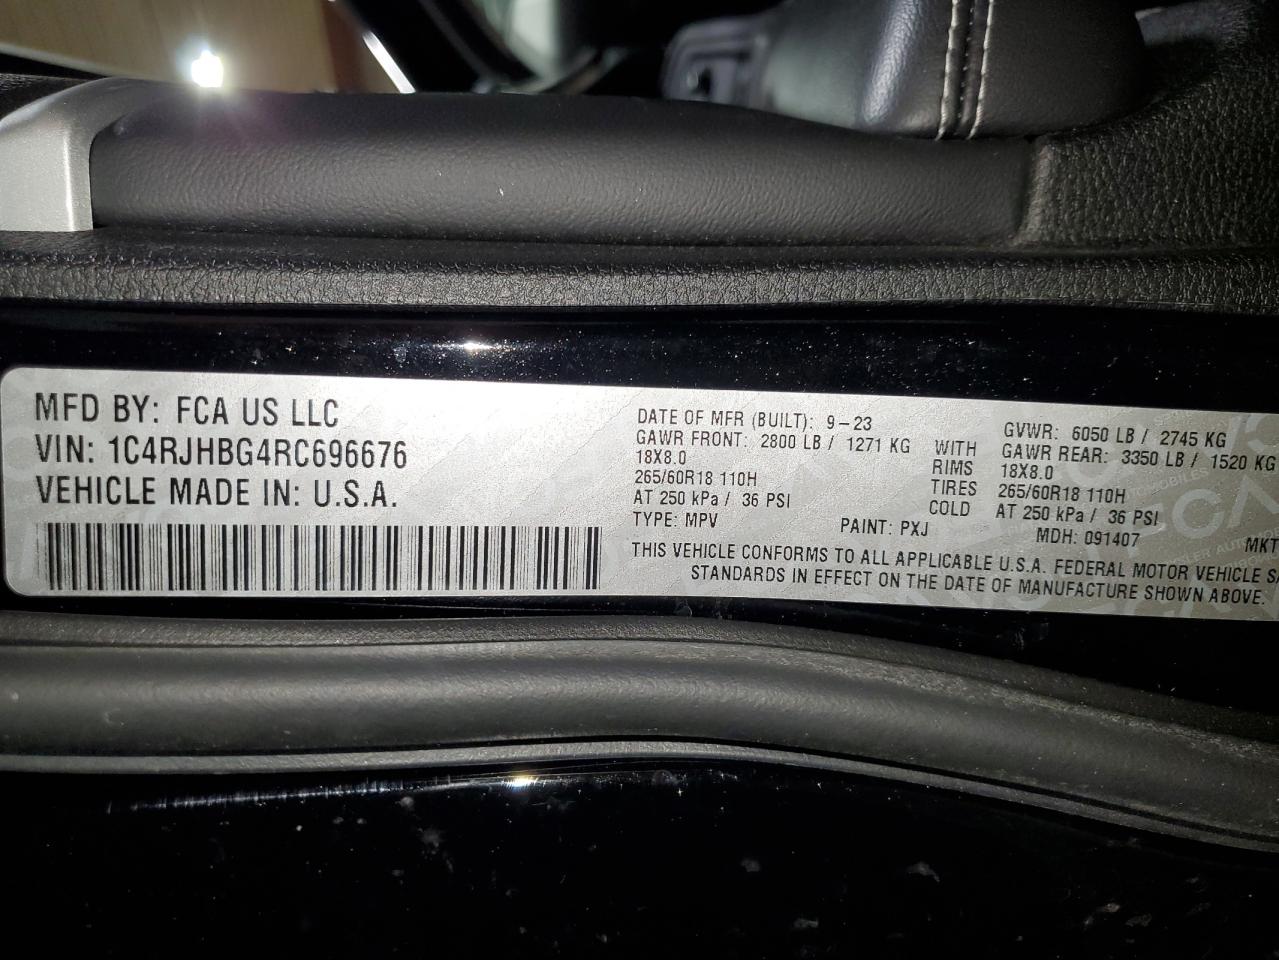 MFD BY: FCA US LLC
VIN: 1C4RJHBG4RC696676
VEHICLE MADE IN: U.S.A.
DATE OF MFR (BUILT): 9-23
GAWR FRONT: 2800 LB / 1271 KG
18X8.0
265/60R18 110H
AT 250 kPa / 36 PSI
TYPE: MPV
PAINT: PXJ
WITH
RIMS
TIRES
COLD
GVWR: 6050 LB / 2745 KG
GAWR REAR: 3350 LB / 1520 KG
18X8.0
265/60R18 110H
AT 250 kPa / 36 PSI
MDH: 091407
MKT
THIS VEHICLE CONFORMS TO ALL APPLICABLE U.S.A. FEDERAL MOTOR VEHICLE
STANDARDS IN EFFECT ON THE DATE OF MANUFACTURE SHOWN ABOVE.